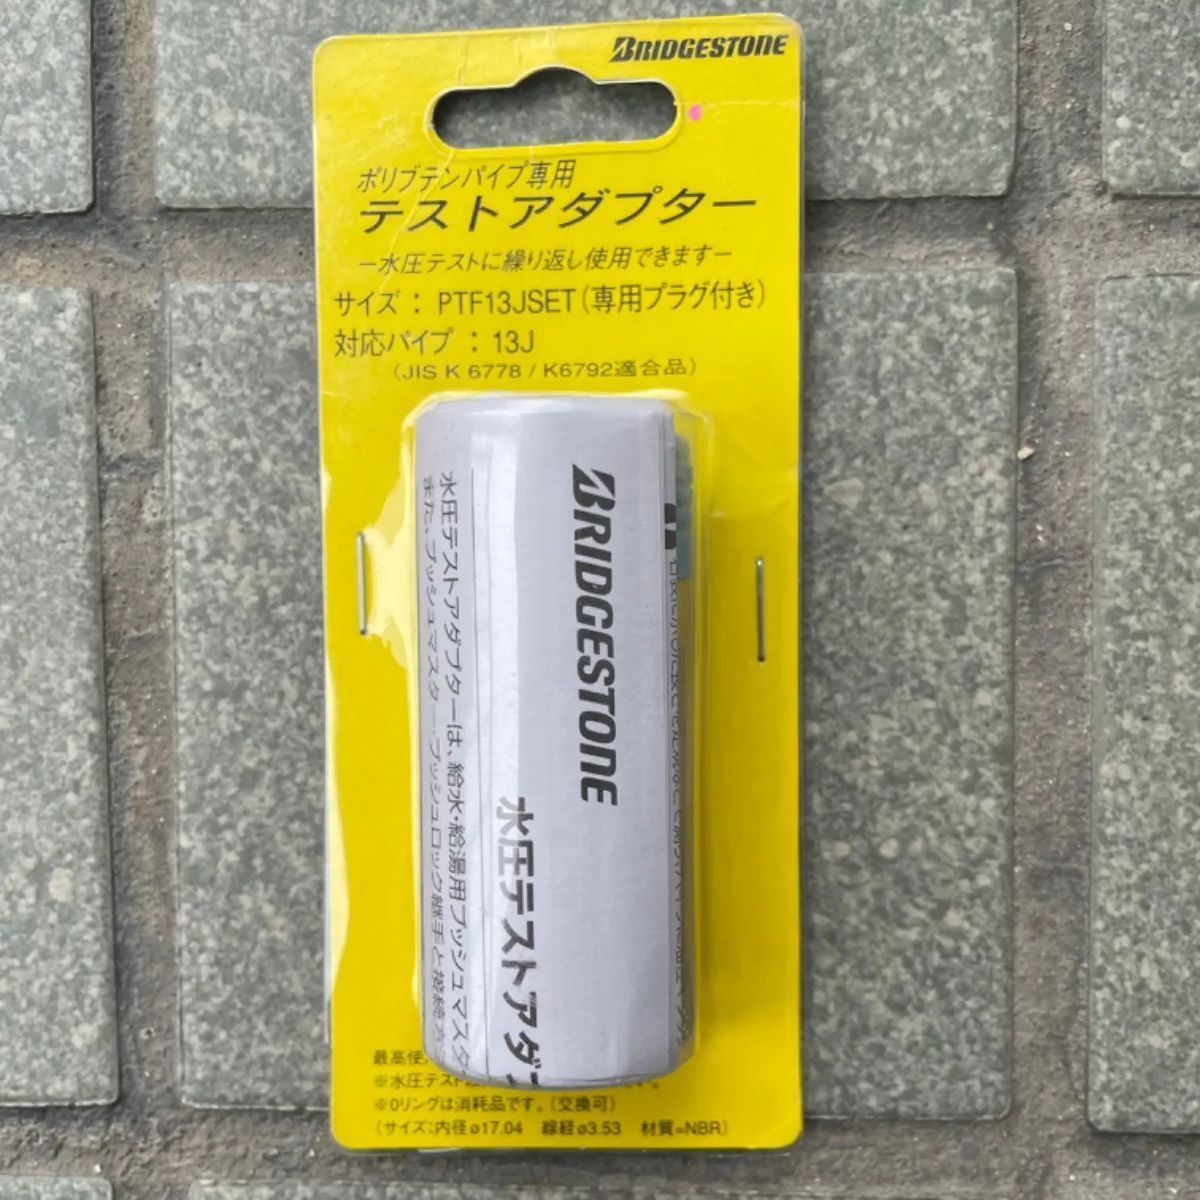 BRIDGESTONE
ポリブテンパイプ専用
テストアダプター
ー水圧テストに繰り返し使用できますー
サイズ：PTF13JSET（専用プラグ付き）
対応パイプ：13J
（JIS K 6778 / K6792適合品）
BRIDGESTONE
水圧テストアダ
水圧テストアダプターは、給水・給湯用プッシュマスター
また、プッシュマスター・プッシュロック継手と接続
最高使
※水圧テスト
※Oリングは消耗品です。（交換可）
（サイズ：内径ø17.04 線経ø3.53 材質=NBR）